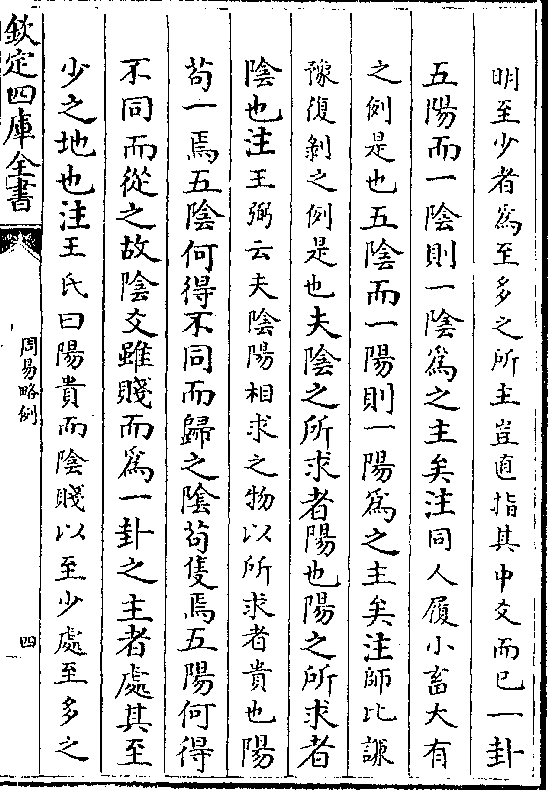 明至少者為至多之所主豈直指其中爻而已一卦
五陽而一陰則一陰為之主矣注同人履小畜大有
之例是也五陰而一陽則一陽為之主矣注師比謙
豫復剝之例是也夫陰之所求者陽也陽之所求者
陰也注王弼云夫陰陽相求之物以所求者貴也陽
苟一焉五陰何得不同而歸之陰苟隻焉五陽何得
不同而從之故陰爻雖賤而為一卦之主者處其至
少之地也注王氏曰陽貴而陰賤以至少處至多之
欽定四庫全書
周易略例
四